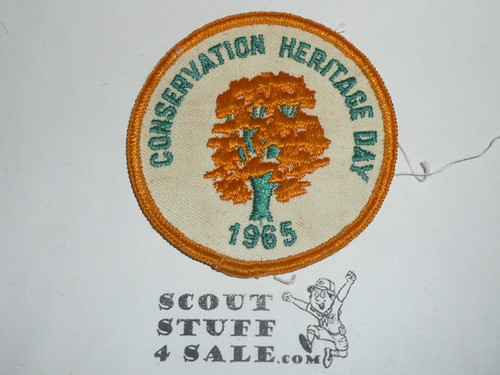 CONSERVATION HERITAGE DAY
1965
SCOUT
STUFF
4 SALE.com